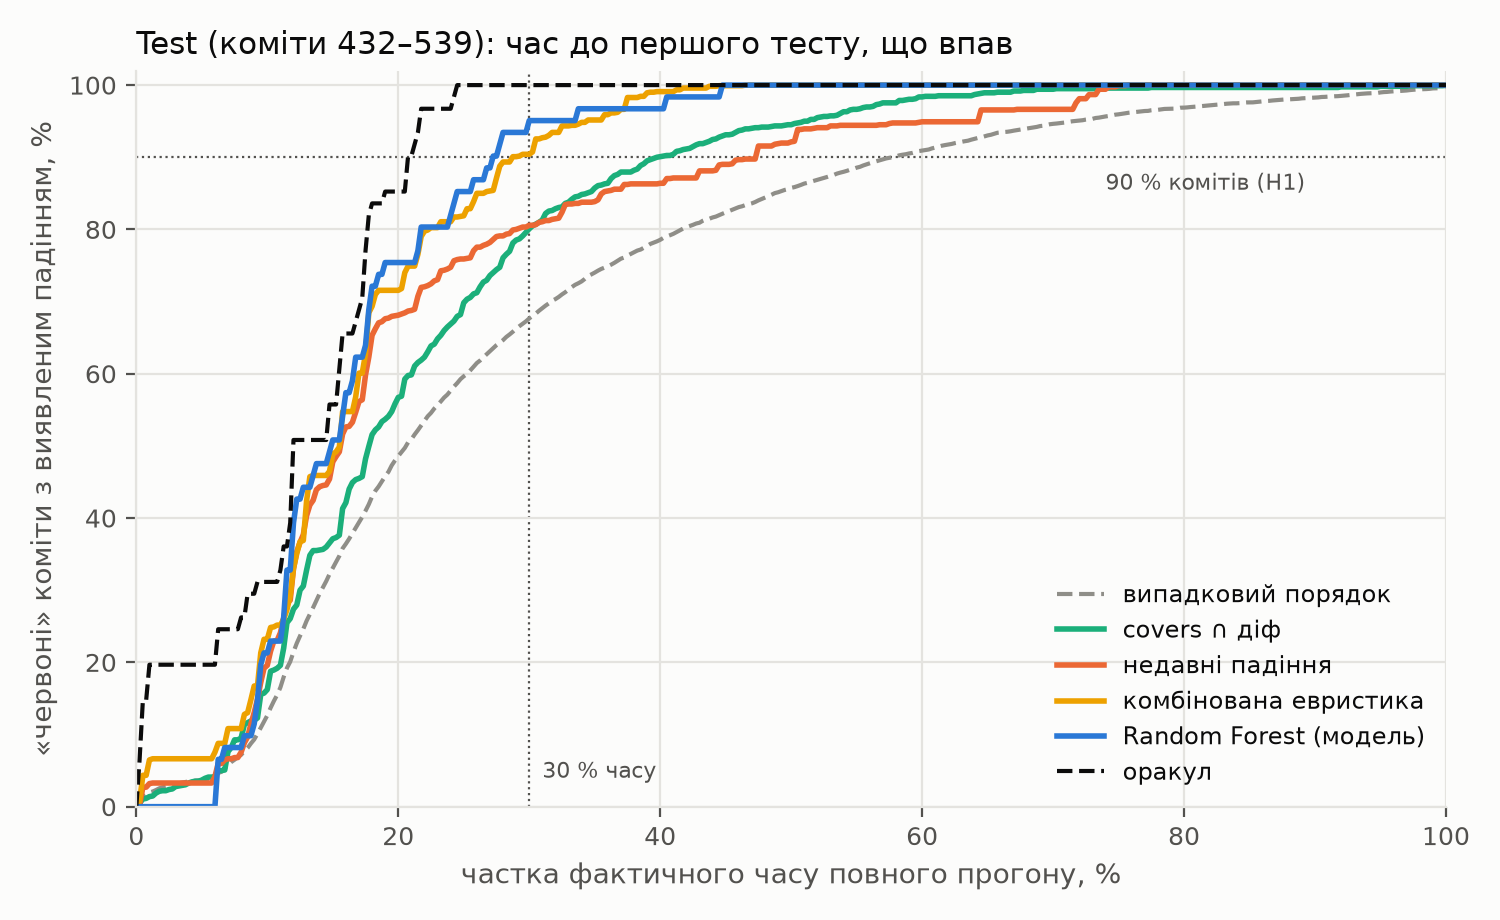 Test (коміти 432–539): час до першого тесту, що впав
«червоні» коміти з виявленим падінням, %
100
80
60
40
20
0
90 % комітів (H1)
30 % часу
випадковий порядок
covers ∩ діф
недавні падіння
комбінована евристика
Random Forest (модель)
оракул
0 20 40 60 80 100
частка фактичного часу повного прогону, %